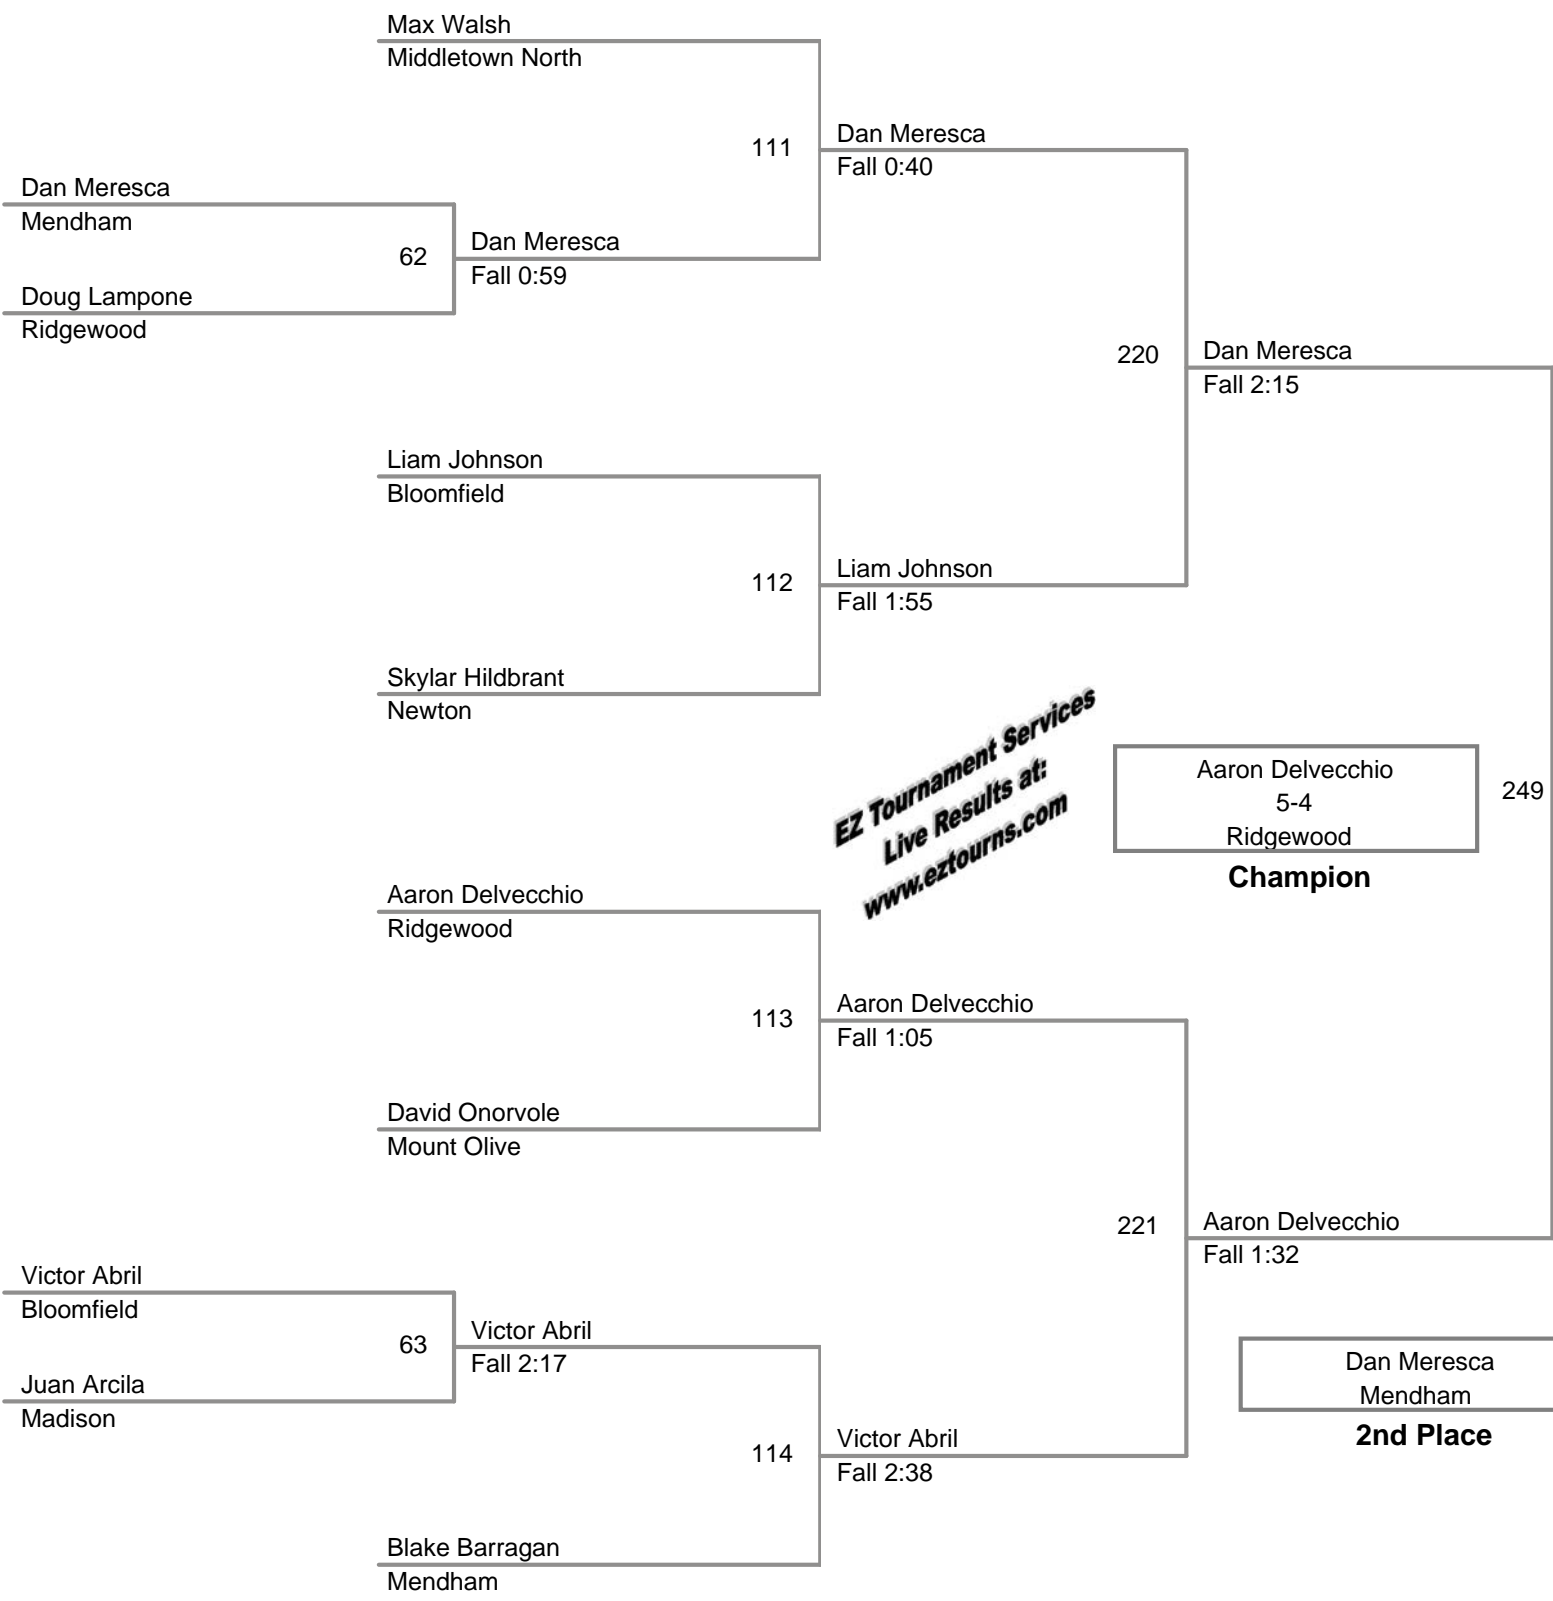 Max Walsh
Middletown North
111
Dan Meresca
Fall 0:40
Dan Meresca
Mendham
62
Dan Meresca
Fall 0:59
Doug Lampone
Ridgewood
220
Dan Meresca
Fall 2:15
Liam Johnson
Bloomfield
112
Liam Johnson
Fall 1:55
Skylar Hildbrant
Newton
EZ Tournament Services
Live Results at:
www.eztourns.com
Aaron Delvecchio
5-4
Ridgewood
249
Champion
Aaron Delvecchio
Ridgewood
113
Aaron Delvecchio
Fall 1:05
David Onorvole
Mount Olive
221
Aaron Delvecchio
Fall 1:32
Victor Abril
Bloomfield
63
Victor Abril
Fall 2:17
Juan Arcila
Madison
Dan Meresca
Mendham
2nd Place
114
Victor Abril
Fall 2:38
Blake Barragan
Mendham